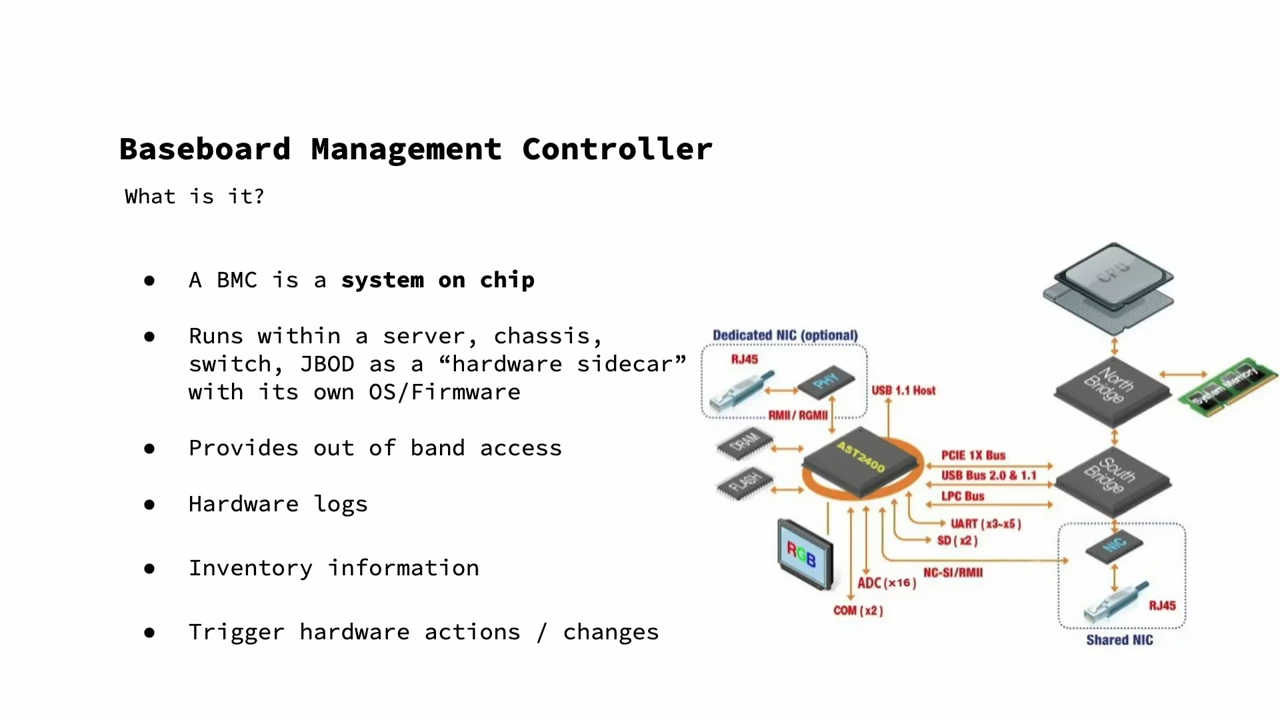 Baseboard Management Controller
What is it?
● A BMC is a system on chip
● Runs within a server, chassis,
switch, JBOD as a “hardware sidecar”
with its own OS/Firmware
● Provides out of band access
● Hardware logs
● Inventory information
● Trigger hardware actions / changes
Dedicated NIC (optional)
RJ45
PHY
RMII / RGMII
USB 1.1 Host
DRAM
FLASH
AST2400
RGB
COM (x2)
ADC (x16)
NC-SI/RMII
SD (x2)
UART (x3~x5)
PCIE 1X Bus
USB Bus 2.0 & 1.1
LPC Bus
CPU
North
Bridge
System Memory
South
Bridge
NIC
RJ45
Shared NIC